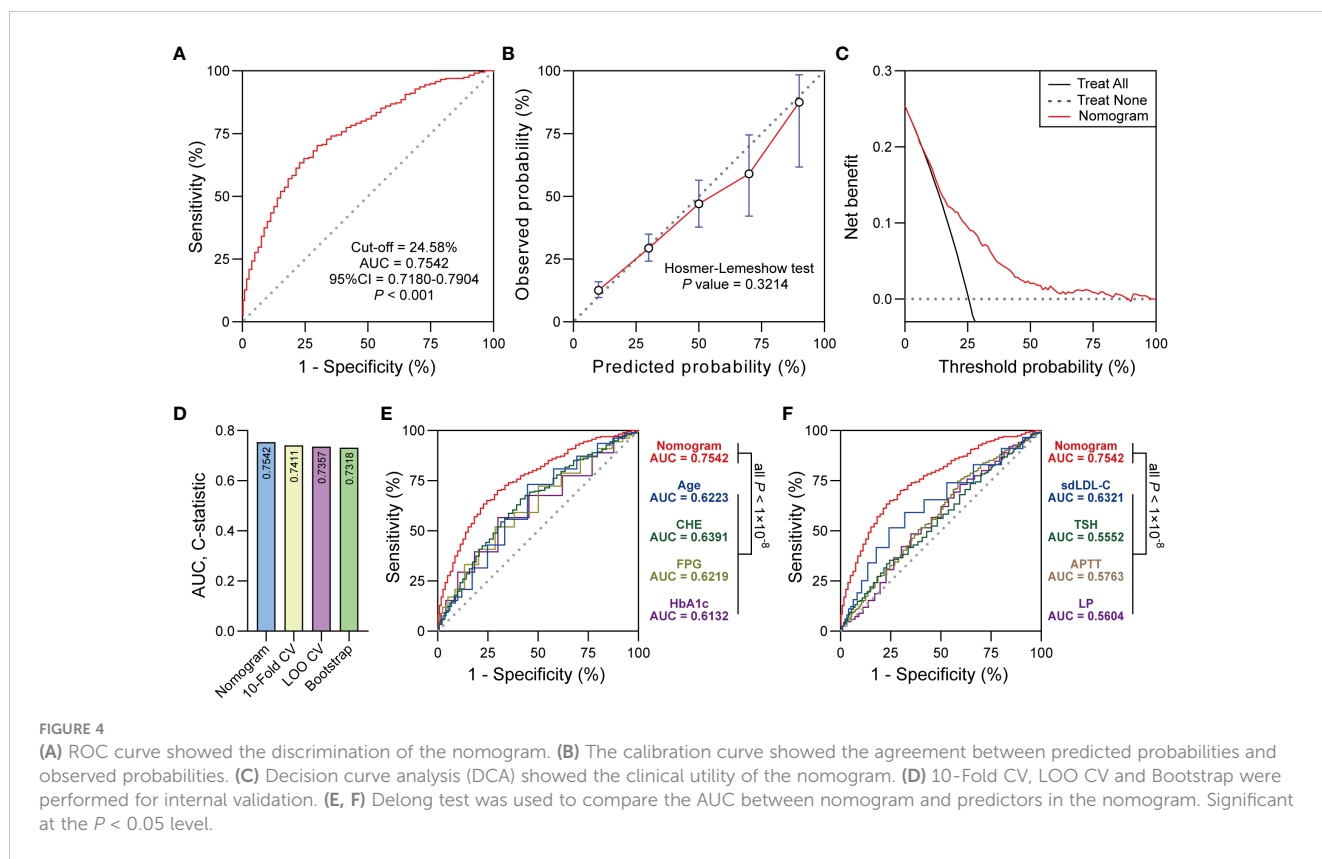 A
100
75
50
25
0
Sensitivity (%)
Cut-off = 24.58%
AUC = 0.7542
95%CI = 0.7180-0.7904
P < 0.001
0 25 50 75 100
1 - Specificity (%)
B
100
75
50
25
0
Observed probability (%)
Hosmer-Lemeshow test
P value = 0.3214
0 25 50 75 100
Predicted probability (%)
C
0.3
0.2
0.1
0.0
Net benefit
Treat All
Treat None
Nomogram
0 25 50 75 100
Threshold probability (%)
D
0.8
0.6
0.4
0.2
0.0
AUC, C-statistic
0.7542
0.7411
0.7357
0.7318
Nomogram
10-Fold CV
LOO CV
Bootstrap
E
100
75
50
25
0
Sensitivity (%)
0 25 50 75 100
1 - Specificity (%)
Nomogram
AUC = 0.7542
Age
AUC = 0.6223
CHE
AUC = 0.6391
FPG
AUC = 0.6219
HbA1c
AUC = 0.6132
all P < 1×10⁻⁸
F
100
75
50
25
0
Sensitivity (%)
0 25 50 75 100
1 - Specificity (%)
Nomogram
AUC = 0.7542
sdLDL-C
AUC = 0.6321
TSH
AUC = 0.5552
APTT
AUC = 0.5763
LP
AUC = 0.5604
all P < 1×10⁻⁸
FIGURE 4
(A) ROC curve showed the discrimination of the nomogram. (B) The calibration curve showed the agreement between predicted probabilities and
observed probabilities. (C) Decision curve analysis (DCA) showed the clinical utility of the nomogram. (D) 10-Fold CV, LOO CV and Bootstrap were
performed for internal validation. (E, F) Delong test was used to compare the AUC between nomogram and predictors in the nomogram. Significant
at the P < 0.05 level.